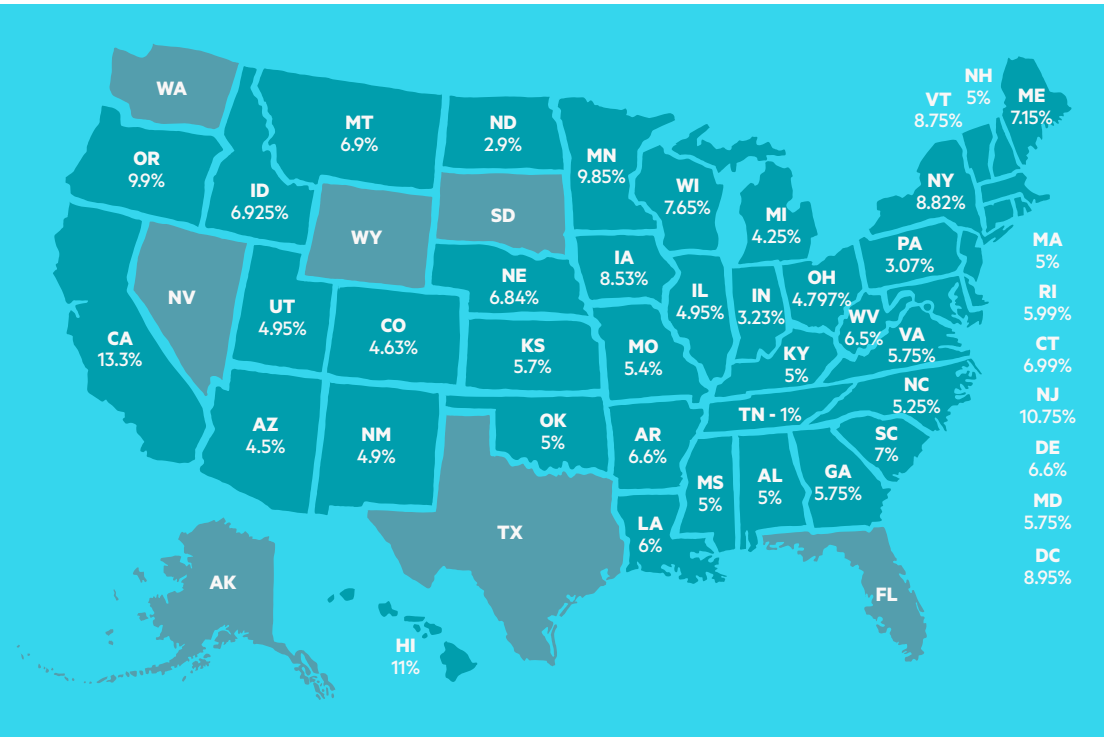 WA
NH
5%
ME
7.15%
VT
8.75%
MT
6.9%
ND
2.9%
MN
9.85%
OR
9.9%
ID
6.925%
WI
7.65%
NY
8.82%
SD
MI
4.25%
WY
PA
3.07%
MA
5%
IA
8.53%
NE
6.84%
OH
4.797%
NV
UT
4.95%
IL
4.95%
IN
3.23%
RI
5.99%
CO
4.63%
WV
6.5%
VA
5.75%
CA
13.3%
KS
5.7%
MO
5.4%
KY
5%
CT
6.99%
NC
5.25%
NJ
10.75%
TN - 1%
AZ
4.5%
NM
4.9%
OK
5%
AR
6.6%
SC
7%
DE
6.6%
MS
5%
AL
5%
GA
5.75%
MD
5.75%
TX
LA
6%
DC
8.95%
AK
FL
HI
11%